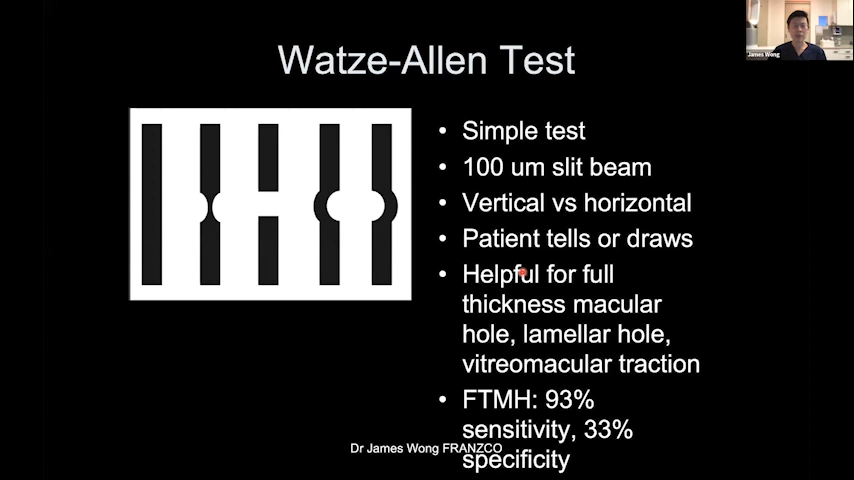 Watze-Allen Test
• Simple test
• 100 um slit beam
• Vertical vs horizontal
• Patient tells or draws
• Helpful for full
thickness macular
hole, lamellar hole,
vitreomacular traction
• FTMH: 93%
sensitivity, 33%
specificity
Dr James Wong FRANZCO
James Wong